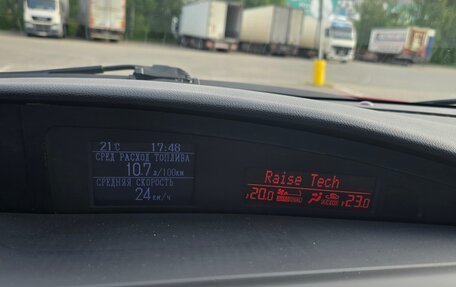 21°C 17:48
СРЕД РАСХОД ТОПЛИВА
10.7 л/100км
СРЕДНЯЯ СКОРОСТЬ
24 км/ч
Raise Tech
20.0 23.0